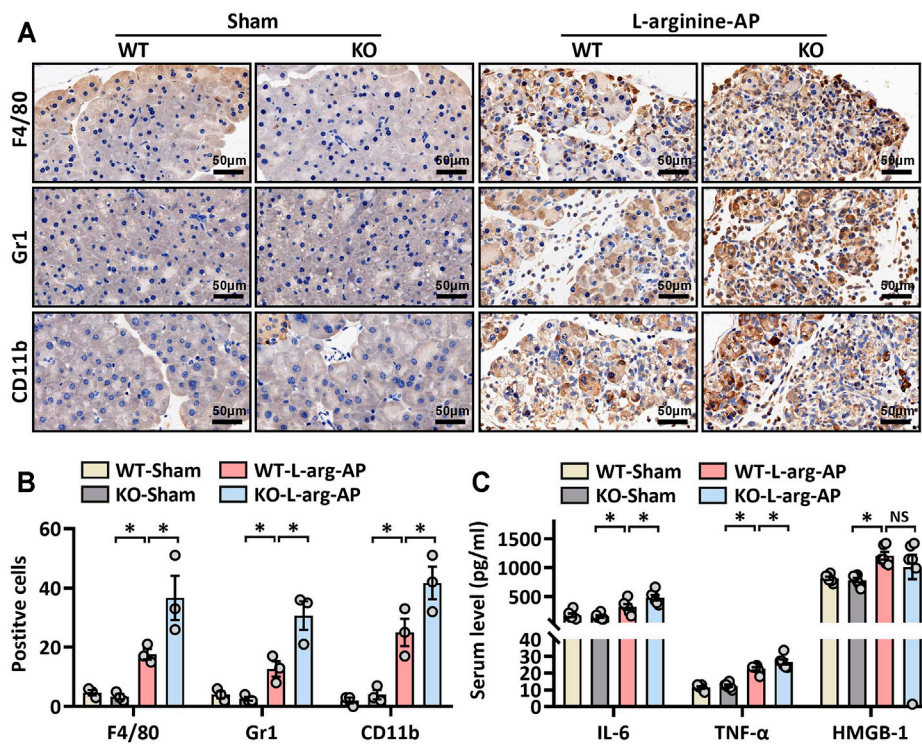 A
Sham
L-arginine-AP
WT
KO
WT
KO
F4/80
50μm
50μm
50μm
50μm
Gr1
50μm
50μm
50μm
50μm
CD11b
50μm
50μm
50μm
50μm
B
WT-Sham
WT-L-arg-AP
KO-Sham
KO-L-arg-AP
Postitve cells
60
40
20
0
* *
* *
* *
F4/80
Gr1
CD11b
C
WT-Sham
WT-L-arg-AP
KO-Sham
KO-L-arg-AP
Serum level (pg/ml)
1500
1000
500
40
30
20
10
0
* *
* *
* NS
IL-6
TNF-α
HMGB-1